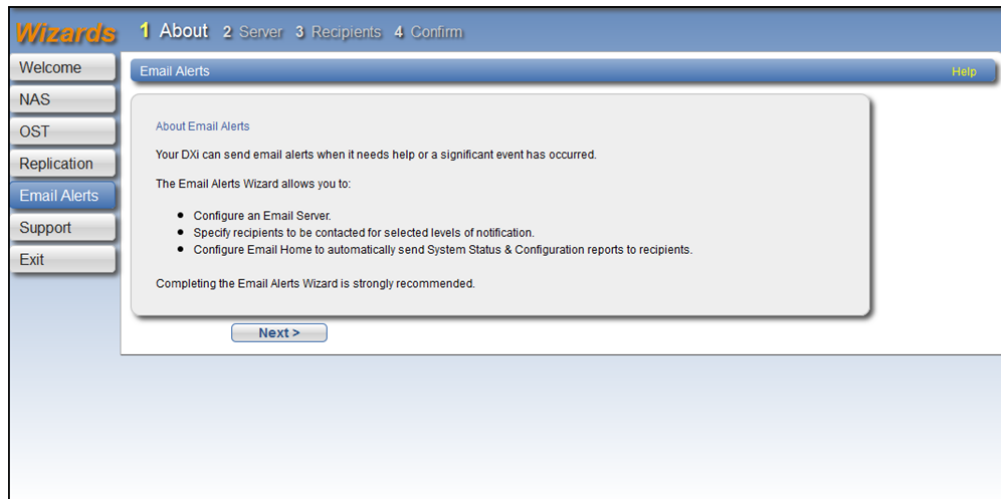 Wizards
1 About 2 Server 3 Recipients 4 Confirm
Welcome
NAS
OST
Replication
Email Alerts
Support
Exit
Email Alerts
Help
About Email Alerts
Your DXi can send email alerts when it needs help or a significant event has occurred.
The Email Alerts Wizard allows you to:
• Configure an Email Server.
• Specify recipients to be contacted for selected levels of notification.
• Configure Email Home to automatically send System Status & Configuration reports to recipients.
Completing the Email Alerts Wizard is strongly recommended.
Next >